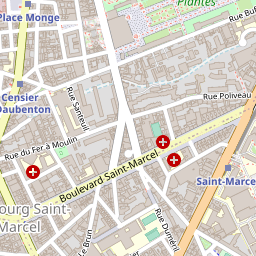 Place Monge
Plantes
Rue Buf
Censier
Daubenton
Rue Santeuil
Rue Poliveau
Rue du Fer à Moulin
Boulevard Saint-Marcel
Saint-Marce
ourg Saint-
Marcel
Rue Duméril
Le Brun